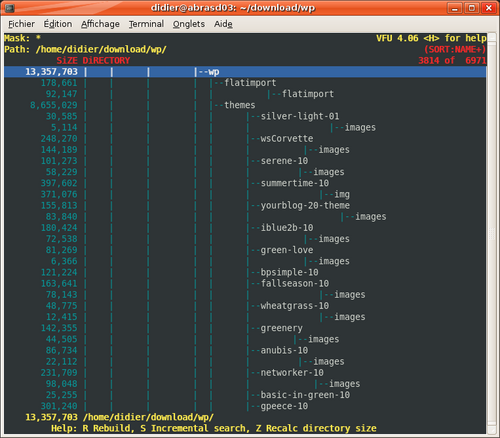 didier@abrasd03: ~/download/wp
Fichier Édition Affichage Terminal Onglets Aide
Mask: * VFU 4.06 <H> for help
Path: /home/didier/download/wp/ (SORT:NAME+)
SiZE DIRECTORY 3814 of 6971
13,357,703 | | | |--wp
178,661 | | | | |--flatimport
92,147 | | | | | |--flatimport
8,655,029 | | | | |--themes
30,585 | | | | |--silver-light-01
5,114 | | | | | |--images
248,270 | | | | |--wsCorvette
144,189 | | | | | |--images
101,273 | | | | |--serene-10
58,229 | | | | | |--images
397,602 | | | | |--summertime-10
371,076 | | | | | |--img
155,813 | | | | |--yourblog-20-theme
83,840 | | | | | |--images
180,424 | | | | |--iblue2b-10
72,538 | | | | | |--images
81,269 | | | | |--green-love
6,366 | | | | | |--images
121,224 | | | | |--bpsimple-10
163,641 | | | | |--fallseason-10
78,143 | | | | | |--images
48,775 | | | | |--wheatgrass-10
12,415 | | | | | |--images
142,355 | | | | |--greenery
44,505 | | | | | |--images
86,734 | | | | |--anubis-10
22,112 | | | | | |--images
231,709 | | | | |--networker-10
98,048 | | | | | |--images
25,255 | | | | |--basic-in-green-10
301,240 | | | | |--gpeece-10
13,357,703 /home/didier/download/wp/
Help: R Rebuild, S Incremental search, Z Recalc directory size